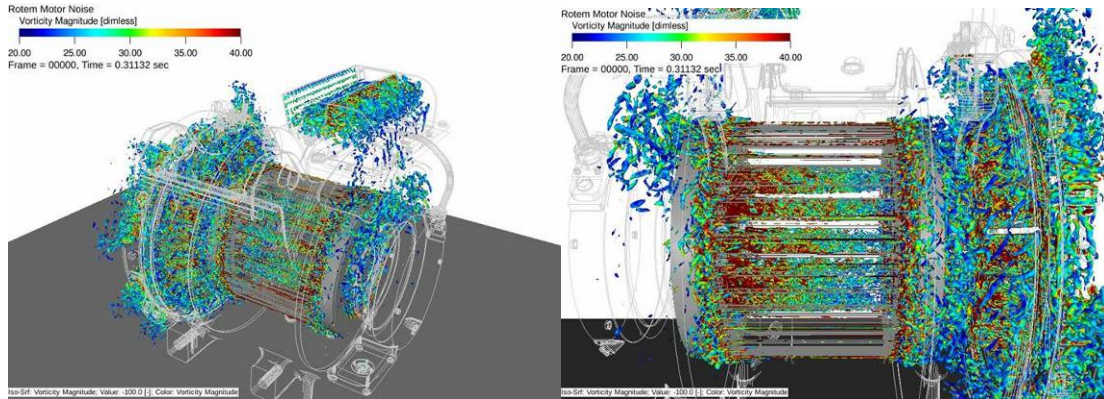 Rotem Motor Noise
Vorticity Magnitude [dimless]
20.00 25.00 30.00 35.00 40.00
Frame = 00000, Time = 0.31132 sec
Iso-Srf: Vorticity Magnitude; Value: -100.0 [-]; Color: Vorticity Magnitude
Rotem Motor Noise
Vorticity Magnitude [dimless]
20.00 25.00 30.00 35.00 40.00
Frame = 00000, Time = 0.31132 sec
Iso-Srf: Vorticity Magnitude; Value: -100.0 [-]; Color: Vorticity Magnitude